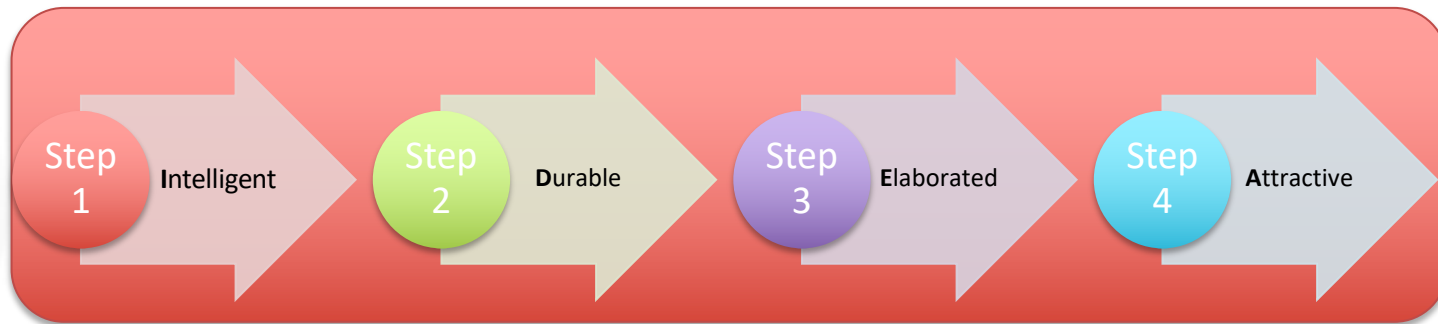 Step
1
Intelligent
Step
2
Durable
Step
3
Elaborated
Step
4
Attractive